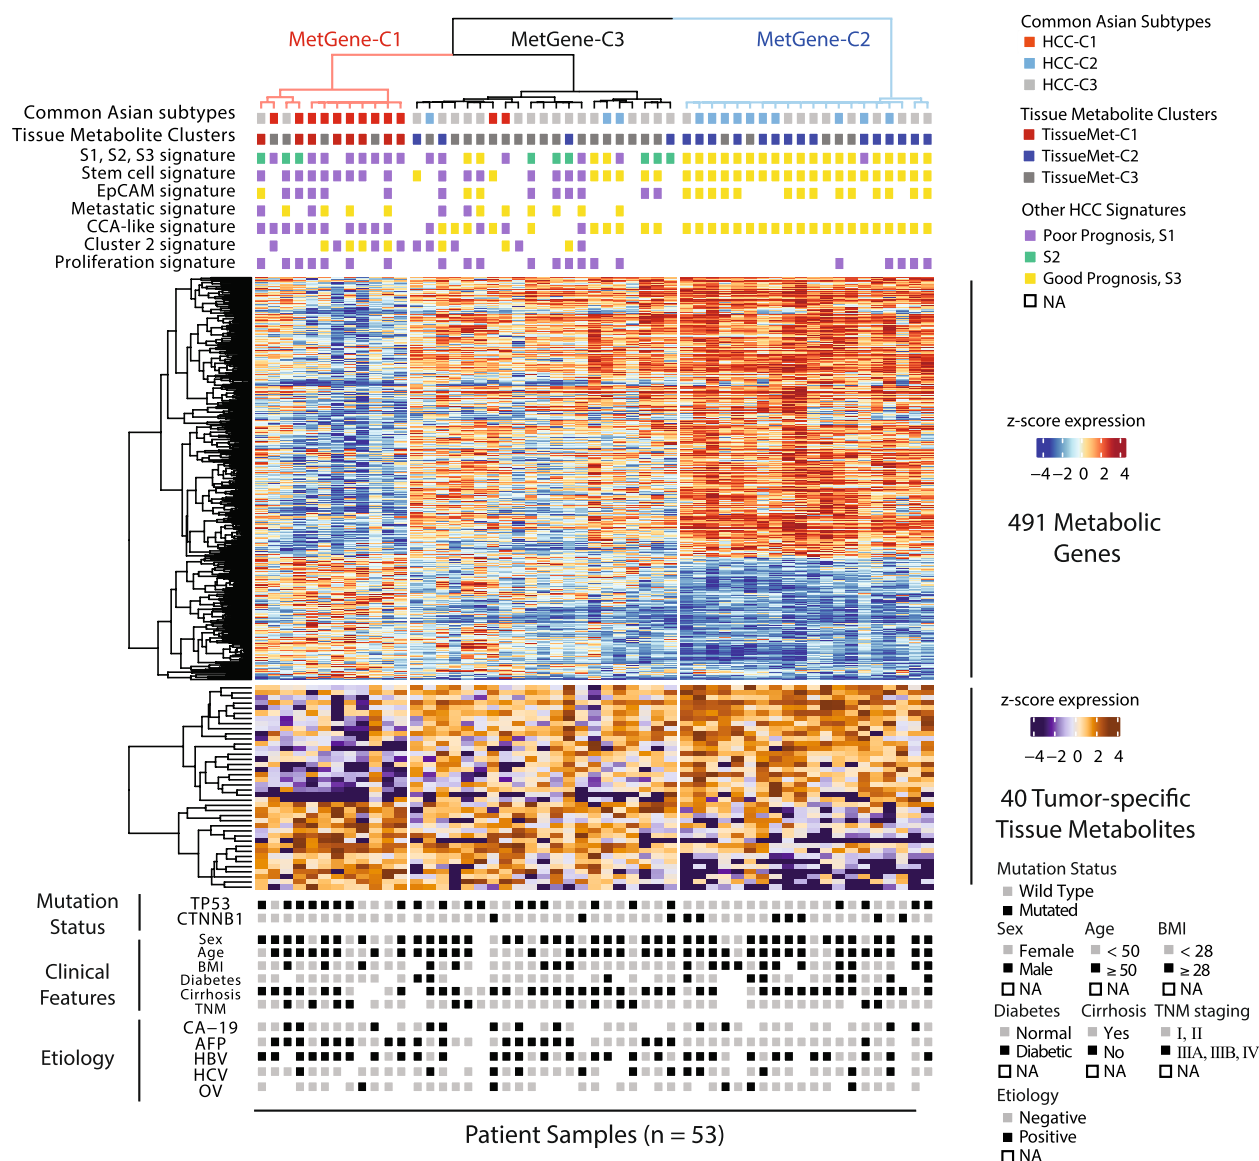 MetGene-C1
MetGene-C3
MetGene-C2
Common Asian subtypes
Tissue Metabolite Clusters
S1, S2, S3 signature
Stem cell signature
EpCAM signature
Metastatic signature
CCA-like signature
Cluster 2 signature
Proliferation signature
Common Asian Subtypes
HCC-C1
HCC-C2
HCC-C3
Tissue Metabolite Clusters
TissueMet-C1
TissueMet-C2
TissueMet-C3
Other HCC Signatures
Poor Prognosis, S1
S2
Good Prognosis, S3
NA
z-score expression
−4 −2 0 2 4
491 Metabolic
Genes
z-score expression
−4 −2 0 2 4
40 Tumor-specific
Tissue Metabolites
Mutation
Status
TP53
CTNNB1
Clinical
Features
Sex
Age
BMI
Diabetes
Cirrhosis
TNM
Etiology
CA−19
AFP
HBV
HCV
OV
Patient Samples (n = 53)
Mutation Status
Wild Type
Mutated
Sex Age BMI
Female < 50 < 28
Male ≥ 50 ≥ 28
NA NA NA
Diabetes Cirrhosis TNM staging
Normal Yes I, II
Diabetic No IIIA, IIIB, IV
NA NA NA
Etiology
Negative
Positive
NA